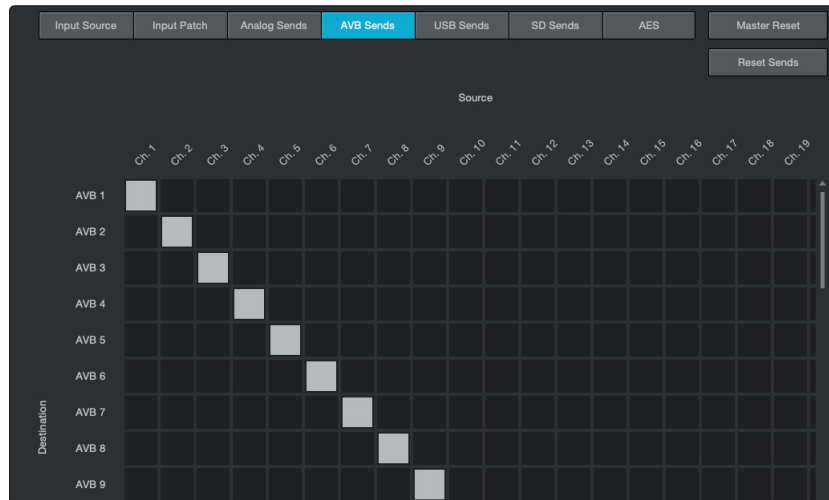 Input Source Input Patch Analog Sends AVB Sends USB Sends SD Sends AES Master Reset
Reset Sends
Source
Ch. 1 Ch. 2 Ch. 3 Ch. 4 Ch. 5 Ch. 6 Ch. 7 Ch. 8 Ch. 9 Ch. 10 Ch. 11 Ch. 12 Ch. 13 Ch. 14 Ch. 15 Ch. 16 Ch. 17 Ch. 18 Ch. 19
AVB 1
AVB 2
AVB 3
AVB 4
AVB 5
AVB 6
AVB 7
AVB 8
AVB 9
Destination